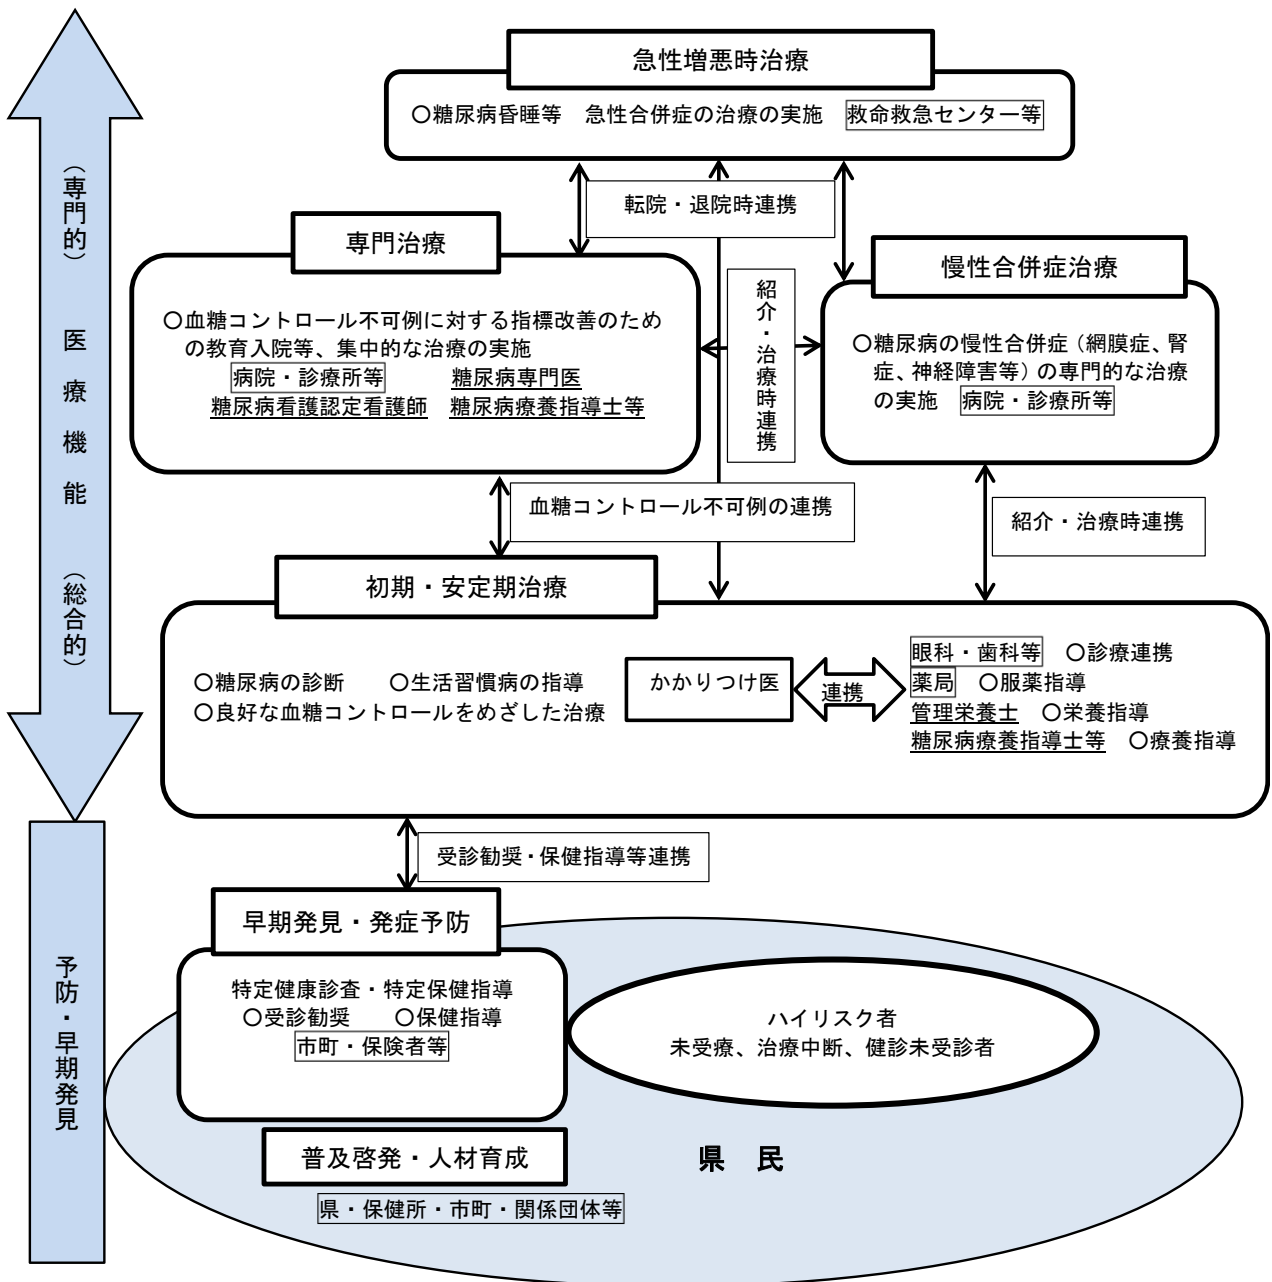 急性増悪時治療
○糖尿病昏睡等　急性合併症の治療の実施　救命救急センター等
転院・退院時連携
（専門的）　医療機能　（総合的）
専門治療
○血糖コントロール不可例に対する指標改善のため
の教育入院等、集中的な治療の実施
病院・診療所等　糖尿病専門医
糖尿病看護認定看護師　糖尿病療養指導士等
紹介・治療時連携
慢性合併症治療
○糖尿病の慢性合併症（網膜症、腎
症、神経障害等）の専門的な治療
の実施　病院・診療所等
血糖コントロール不可例の連携
紹介・治療時連携
初期・安定期治療
○糖尿病の診断　○生活習慣病の指導
○良好な血糖コントロールをめざした治療
かかりつけ医
連携
眼科・歯科等　○診療連携
薬局　○服薬指導
管理栄養士　○栄養指導
糖尿病療養指導士等　○療養指導
受診勧奨・保健指導等連携
予防・早期発見
早期発見・発症予防
特定健康診査・特定保健指導
○受診勧奨　○保健指導
市町・保険者等
ハイリスク者
未受療、治療中断、健診未受診者
普及啓発・人材育成
県・保健所・市町・関係団体等
県　民